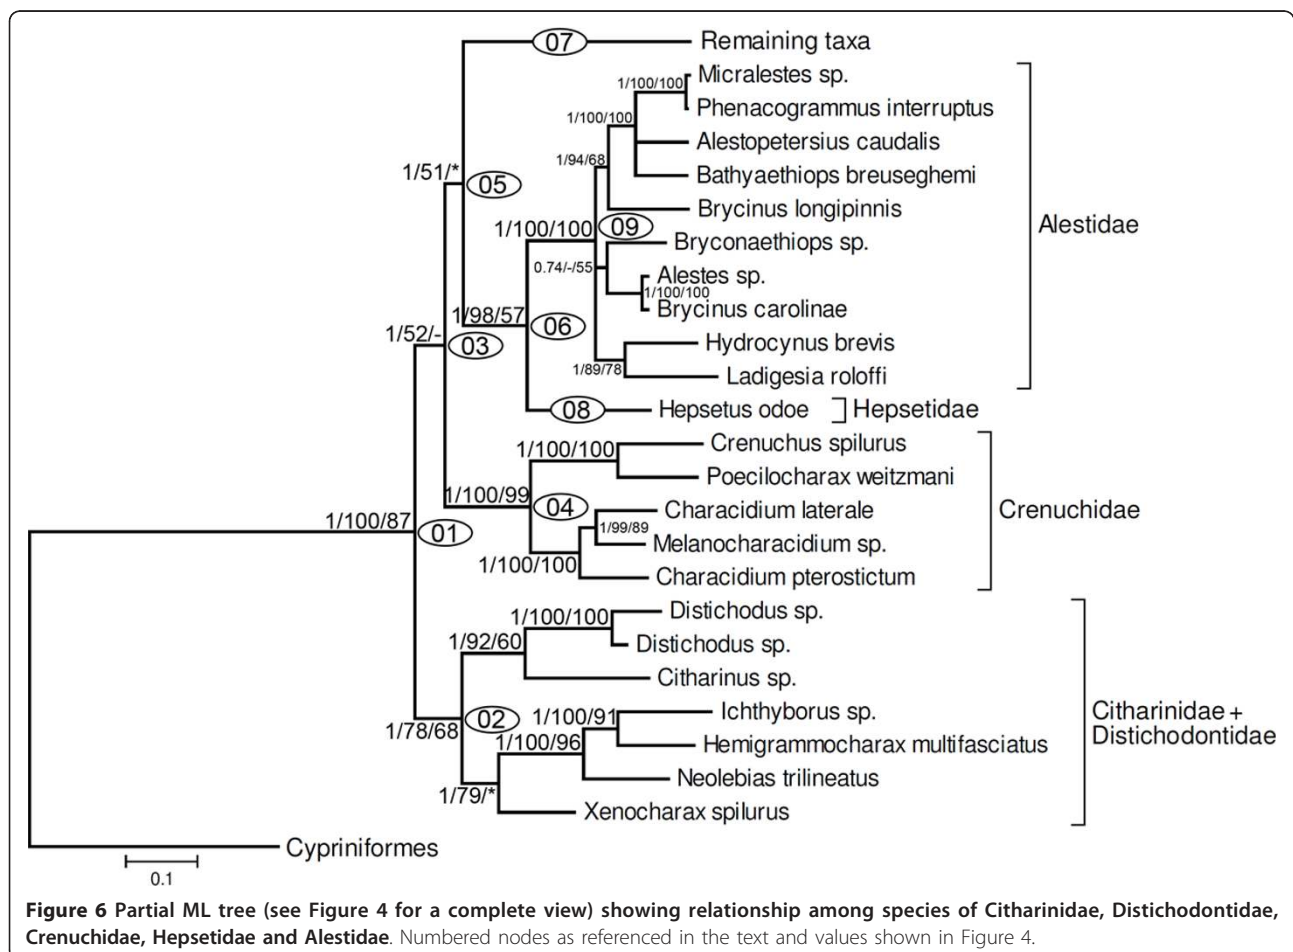 07 Remaining taxa
1/100/100 Micralestes sp.
Phenacogrammus interruptus
1/100/100
Alestopetersius caudalis
1/94/68
1/51/*
05
Bathyaethiops breuseghemi
Brycinus longipinnis
1/100/100 09
Alestidae
Bryconaethiops sp.
0.74/-/55
Alestes sp.
1/100/100
Brycinus carolinae
1/98/57
06
1/52/-
03
Hydrocynus brevis
1/89/78
Ladigesia roloffi
08 Hepsetus odoe Hepsetidae
1/100/100
Crenuchus spilurus
Poecilocharax weitzmani
1/100/99
04
Characidium laterale
Crenuchidae
1/99/89
1/100/87
01
Melanocharacidium sp.
1/100/100
Characidium pterostictum
1/100/100
Distichodus sp.
1/92/60
Distichodus sp.
Citharinus sp.
1/78/68
02
1/100/91
Ichthyborus sp.
Citharinidae +
Distichodontidae
1/100/96
Hemigrammocharax multifasciatus
Neolebias trilineatus
1/79/*
Xenocharax spilurus
Cypriniformes
0.1
Figure 6 Partial ML tree (see Figure 4 for a complete view) showing relationship among species of Citharinidae, Distichodontidae,
Crenuchidae, Hepsetidae and Alestidae. Numbered nodes as referenced in the text and values shown in Figure 4.